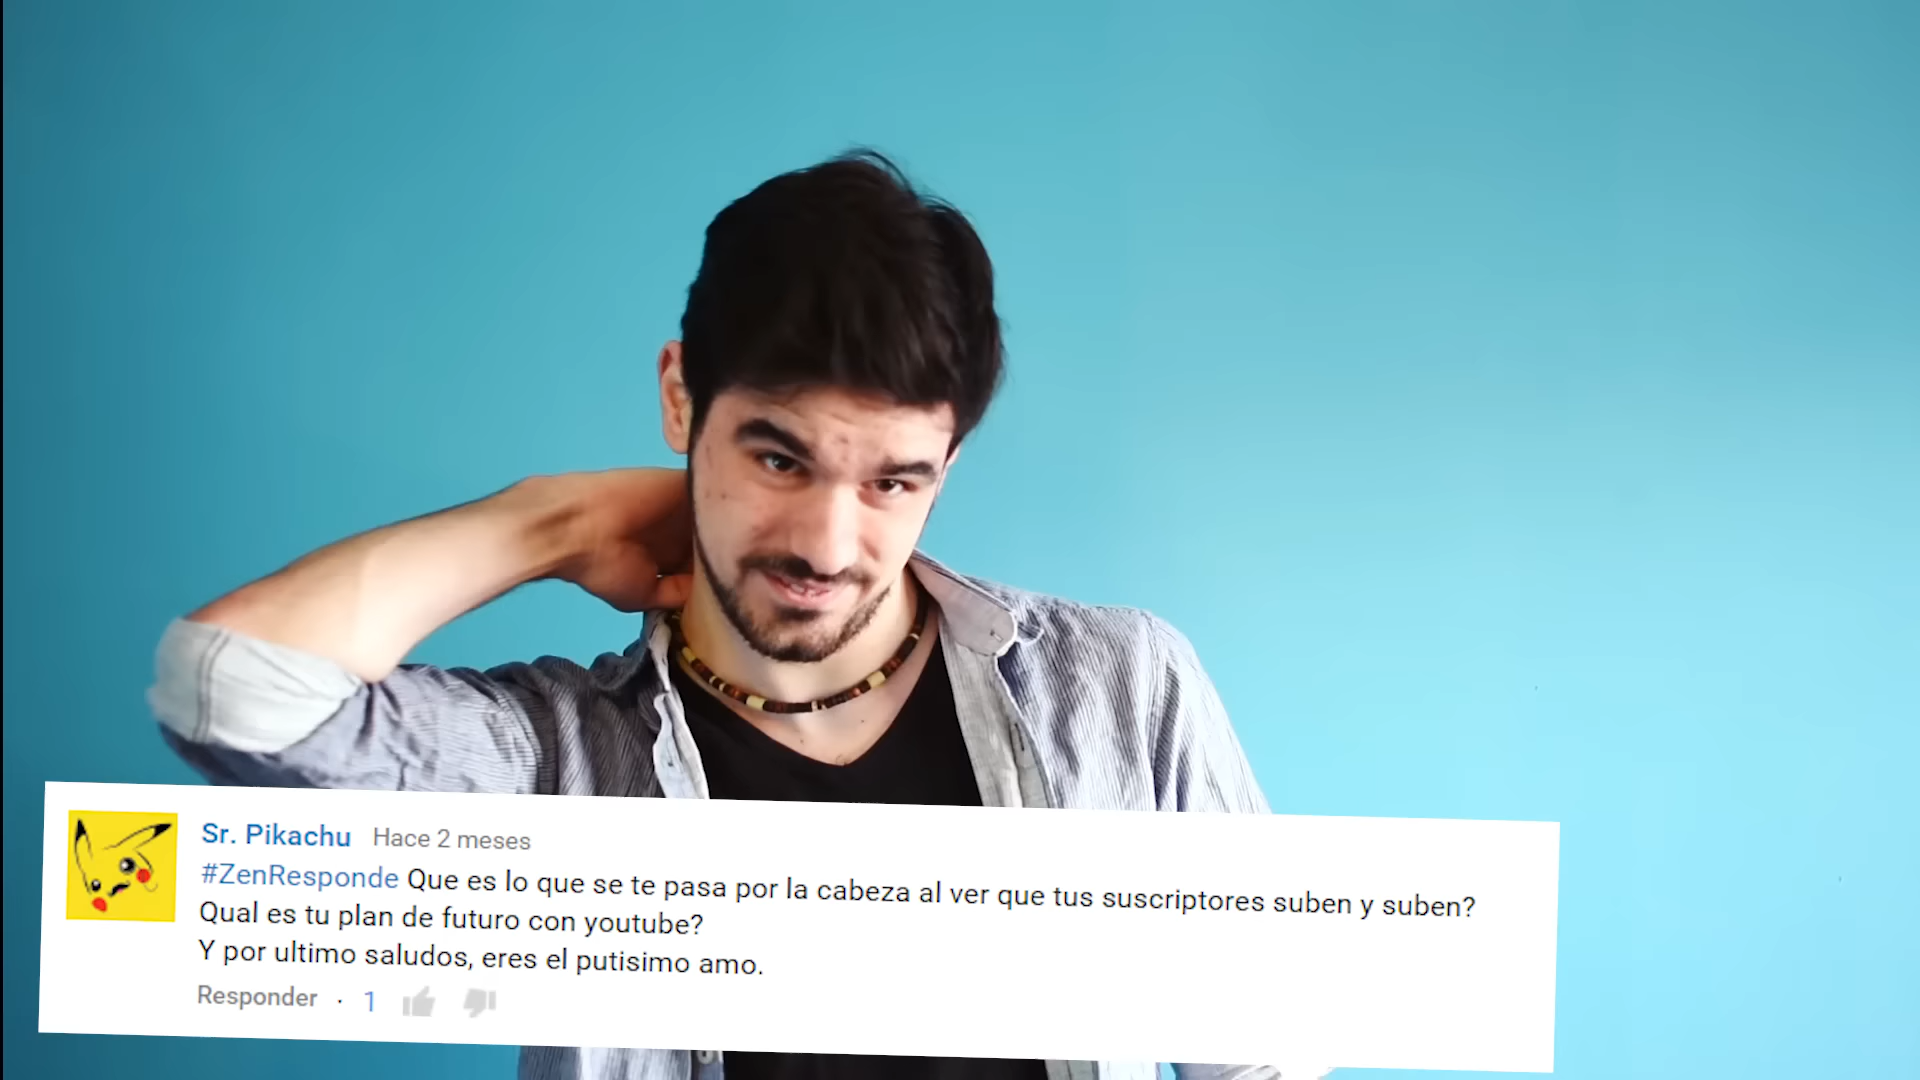 Sr. Pikachu Hace 2 meses
#ZenResponde Que es lo que se te pasa por la cabeza al ver que tus suscriptores suben y suben?
Qual es tu plan de futuro con youtube?
Y por ultimo saludos, eres el putisimo amo.
Responder · 1